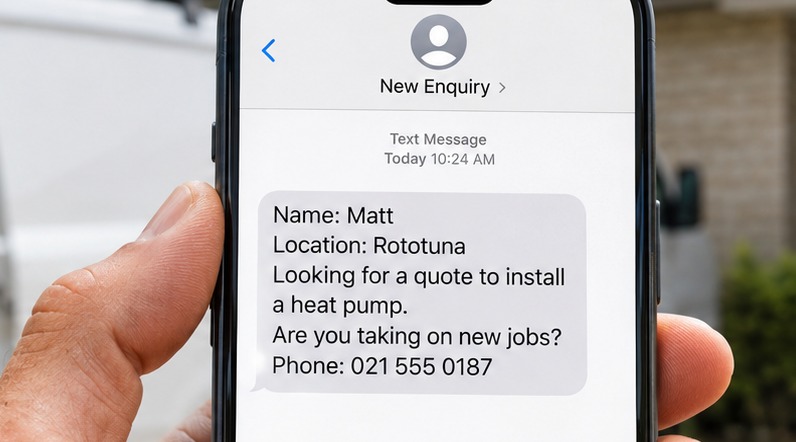 New Enquiry
Text Message
Today 10:24 AM
Name: Matt
Location: Rototuna
Looking for a quote to install
a heat pump.
Are you taking on new jobs?
Phone: 021 555 0187